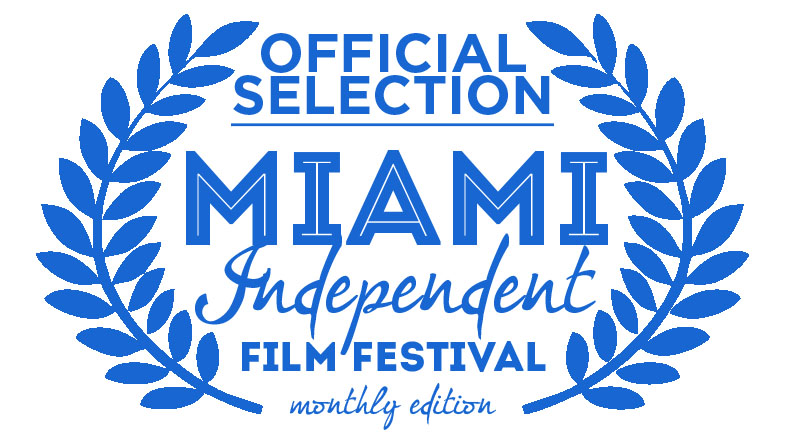 OFFICIAL
SELECTION
MIAMI
Independent
FILM FESTIVAL
monthly edition